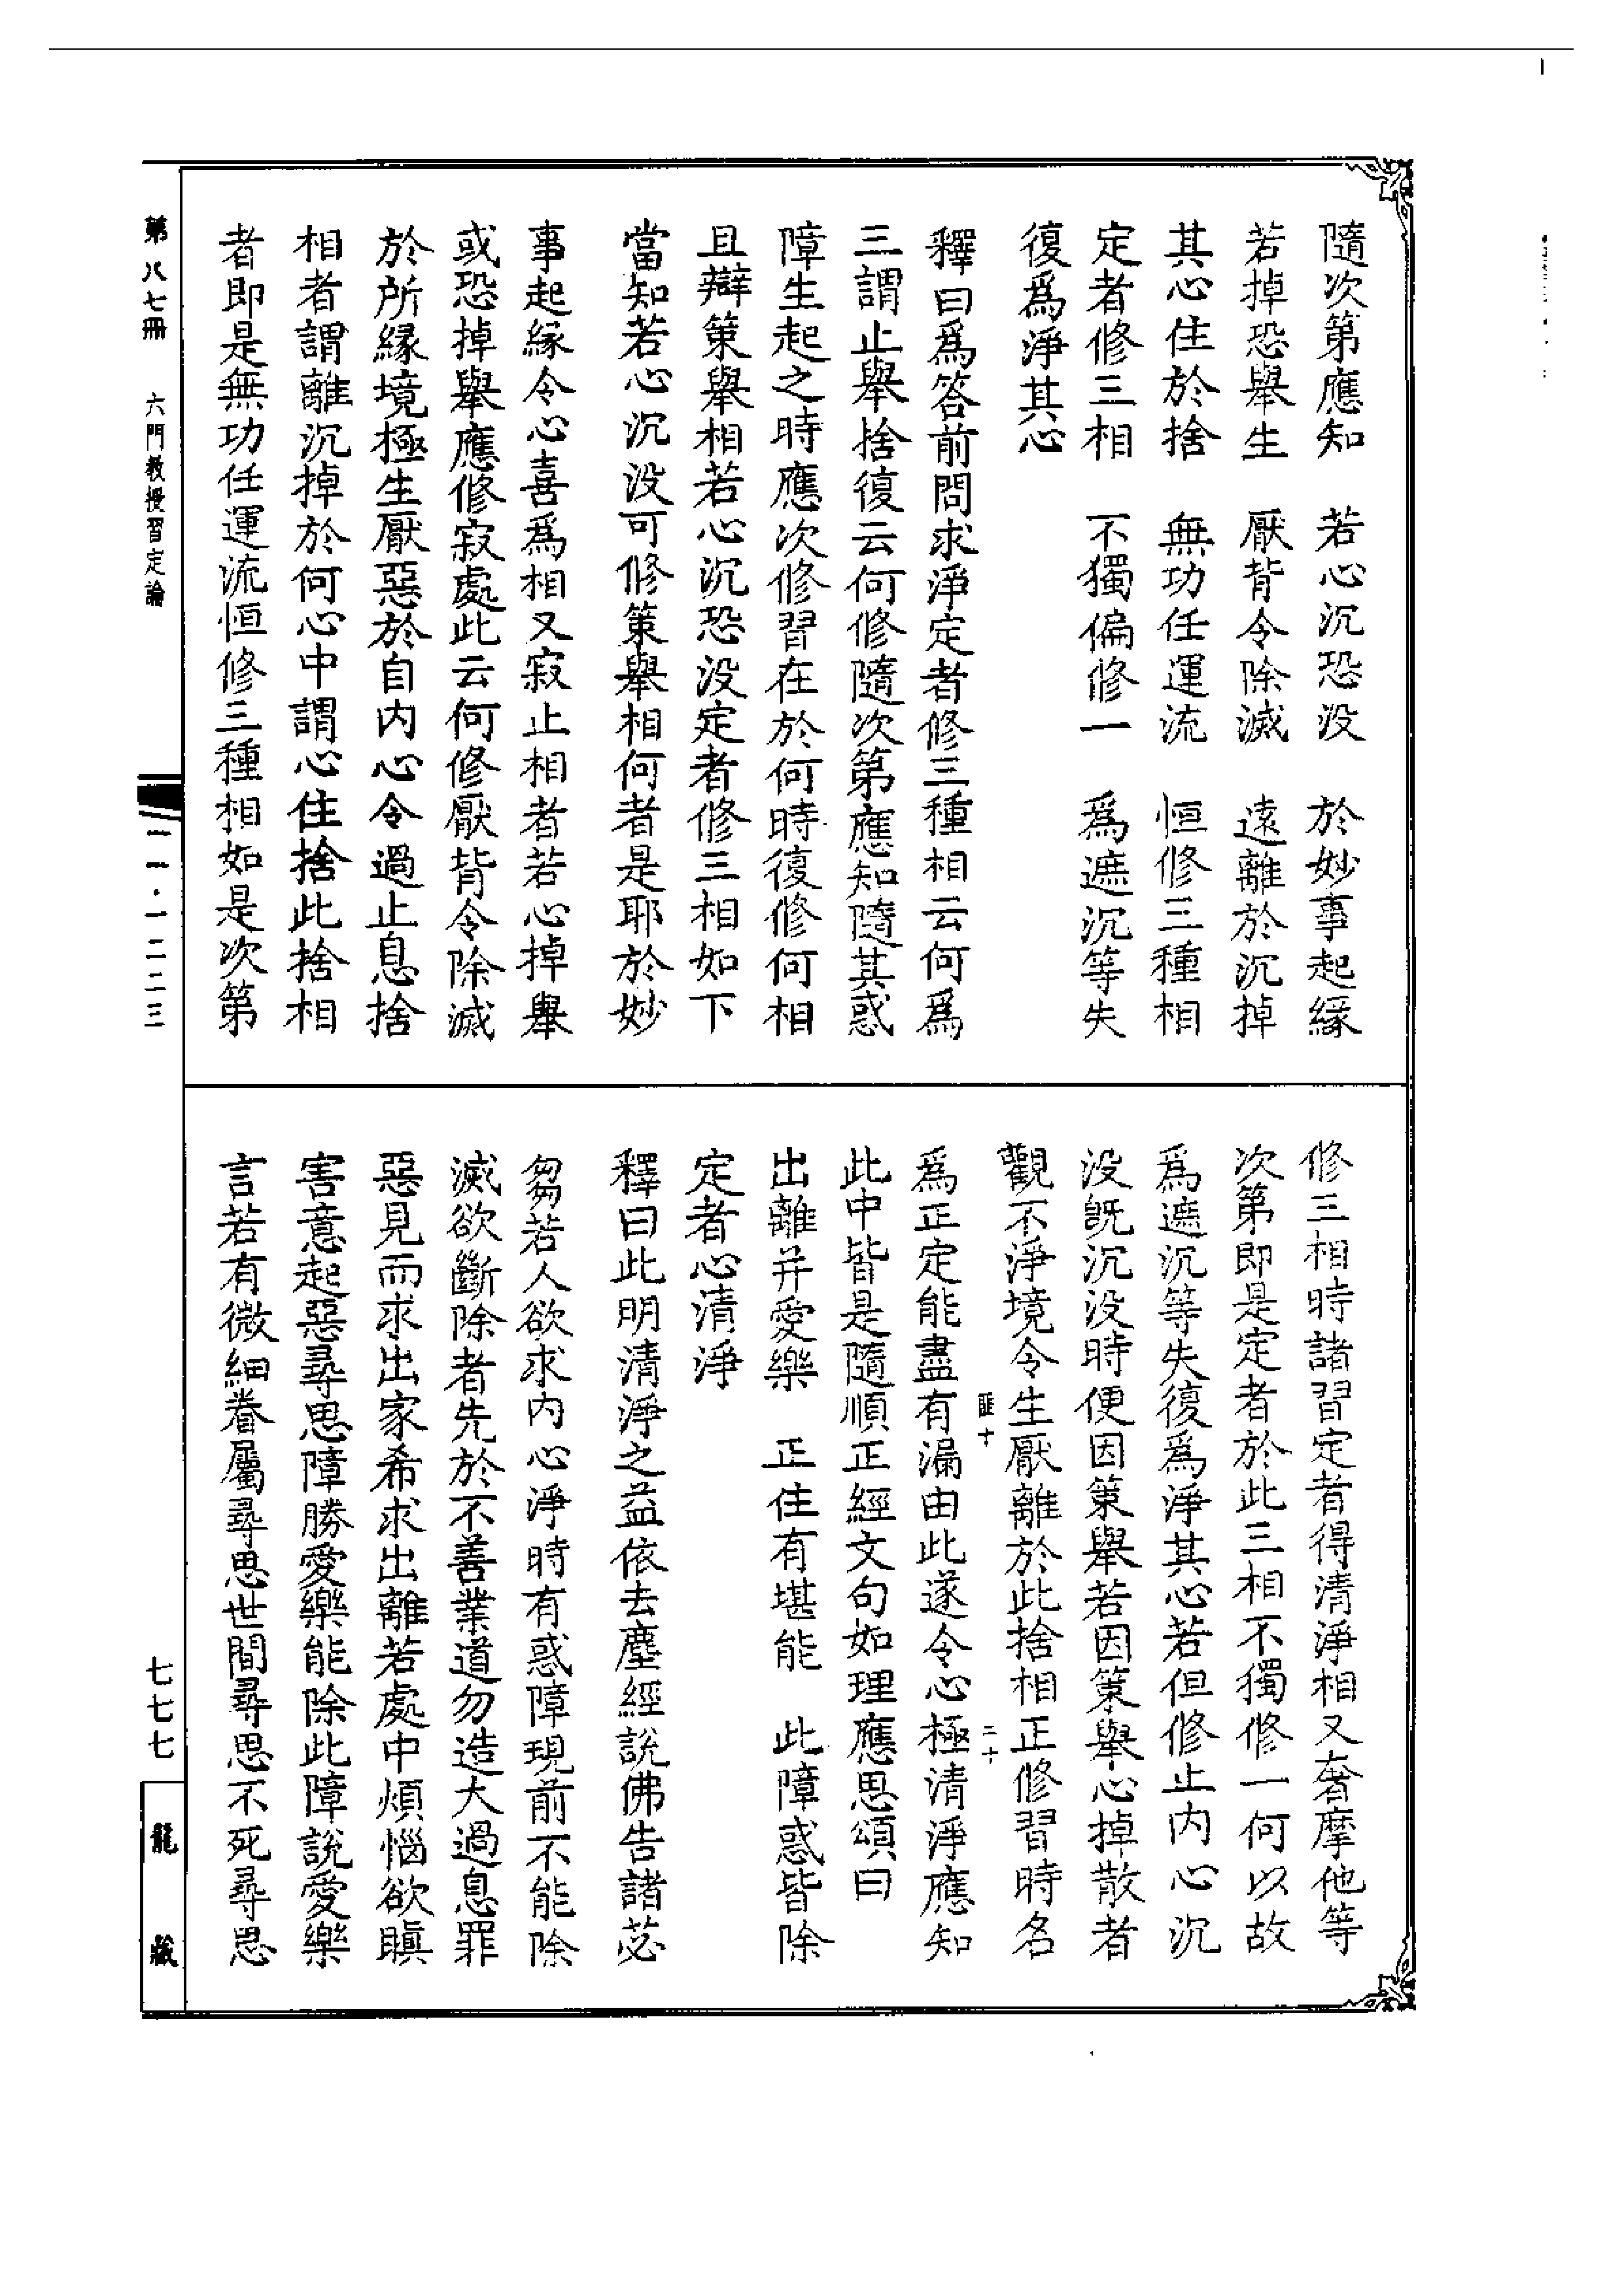 隨次第應知　若心沉恐没　於妙事起緣
若掉恐舉生　厭背令除滅　遠離於沉掉
其心住於捨　無功任運流　恒修三種相
定者修三相　不獨偏修一　爲遮沉等失
復爲淨其心
釋曰爲答前問求淨定者修三種相云何爲
三謂止舉捨復云何修隨次第應知隨其惑
障生起之時應次修習在於何時復修何相
且辯策舉相若心沉恐没定者修三相如下
當知若心沉没可修策舉相何者是耶於妙
事起緣令心喜爲相又寂止相者若心掉舉
或恐掉舉應修寂處此云何修厭背令除滅
於所緣境極生厭惡於自内心令過止息捨
相者謂離沉掉於何心中謂心住捨此捨相
者即是無功任運流恒修三種相如是次第
修三相時諸習定者得清淨相又奢摩他等
次第即是定者於此三相不獨修一何以故
爲遮沉等失復爲淨其心若但修止内心沉
没既沉没時便因策舉若因策舉心掉散者
觀不淨境令生厭離於此捨相正修習時名
爲正定能盡有漏由此遂令心極清淨應知
此中皆是隨順正經文句如理應思頌曰
出離并愛樂　正住有堪能　此障惑皆除
定者心清淨
釋曰此明清淨之益依去塵經說佛告諸苾
芻若人欲求内心淨時有惑障現前不能除
滅欲斷除者先於不善業道勿造大過息罪
惡見而求出家希求出離若處中煩惱欲瞋
害意起惡尋思障勝愛樂能除此障說愛樂
言若有微細眷屬尋思世間尋思不死尋思
匪十
二十
第八七冊　六門教授習定論
二一·一二二三
七七七
龍藏